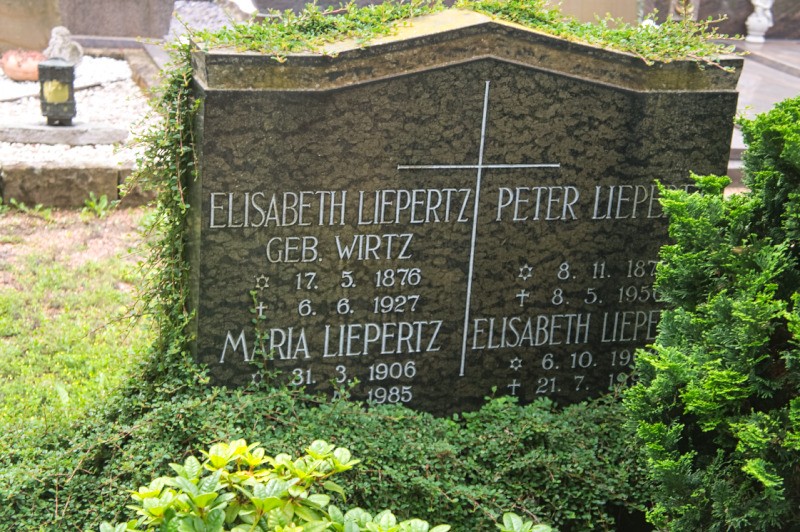 ELISABETH LIEPERTZ
GEB. WIRTZ
✡ 17. 5. 1876
† 6. 6. 1927
MARIA LIEPERTZ
31. 3. 1906
1985
PETER
✡ 8. 11.
† 8. 5.
ELISABETH
✡ 6. 10.
† 21. 7.